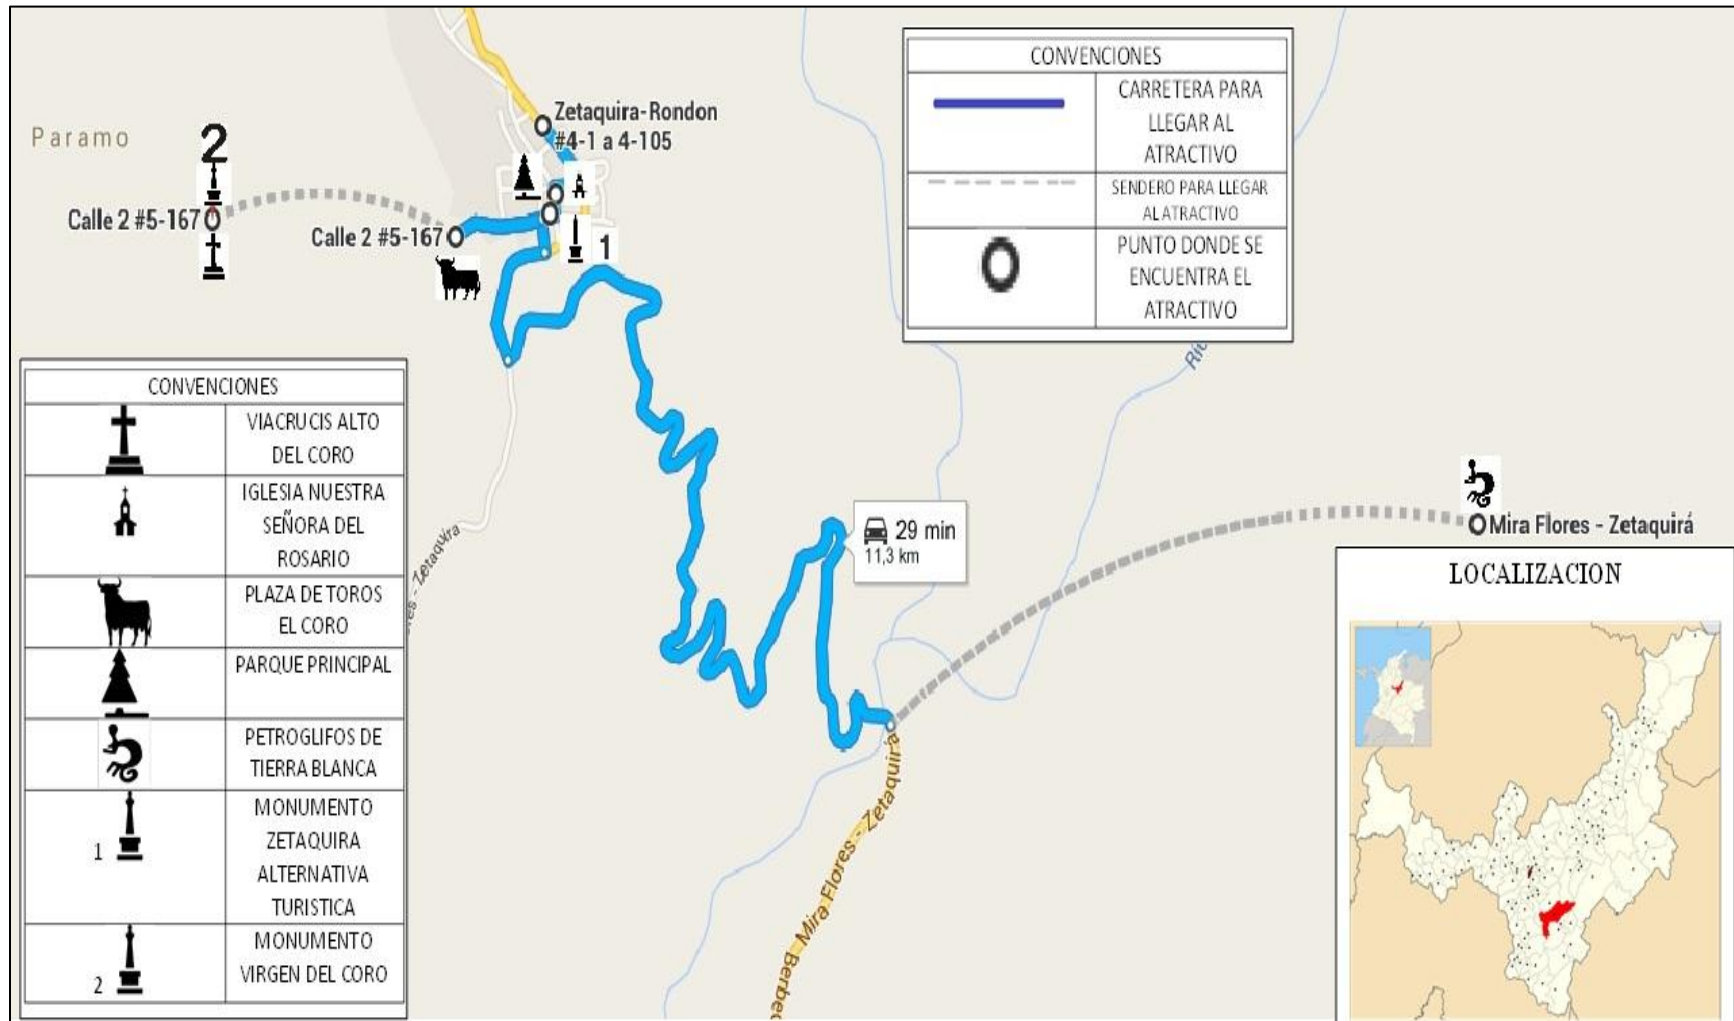 Paramo
2
Calle 2 #5-167
Calle 2 #5-167
Zetaquira-Rondon
#4-1 a 4-105
1
CONVENCIONES
CARRETERA PARA
LLEGAR AL
ATRACTIVO
SENDERO PARA LLEGAR
AL ATRACTIVO
PUNTO DONDE SE
ENCUENTRA EL
ATRACTIVO
Río
CONVENCIONES
VIACRUCIS ALTO
DEL CORO
IGLESIA NUESTRA
SEÑORA DEL
ROSARIO
PLAZA DE TOROS
EL CORO
PARQUE PRINCIPAL
PETROGLIFOS DE
TIERRA BLANCA
1
MONUMENTO
ZETAQUIRA
ALTERNATIVA
TURISTICA
2
MONUMENTO
VIRGEN DEL CORO
es - Zetaquira
29 min
11,3 km
Mira Flores - Zetaquirá
Berbeo
Mira Flores - Zetaquirá
LOCALIZACION